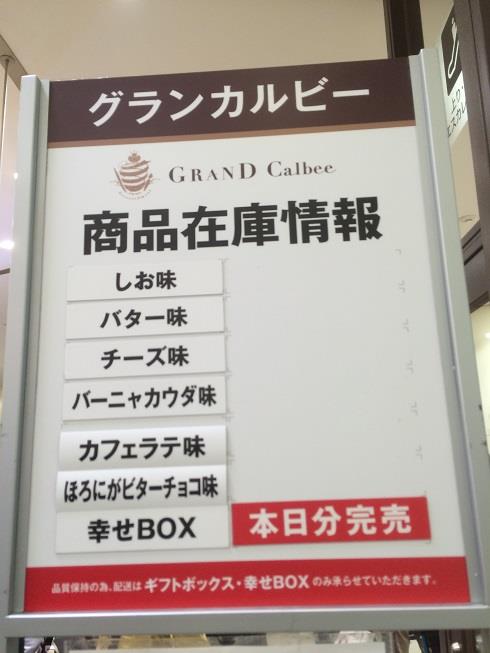 グランカルビー
GRAND Calbee
商品在庫情報
しお味
バター味
チーズ味
バーニャカウダ味
カフェラテ味
ほろにがビターチョコ味
幸せBOX 本日分完売
品質保持の為、配送は ギフトボックス・幸せBOX のみ承らせていただきます。